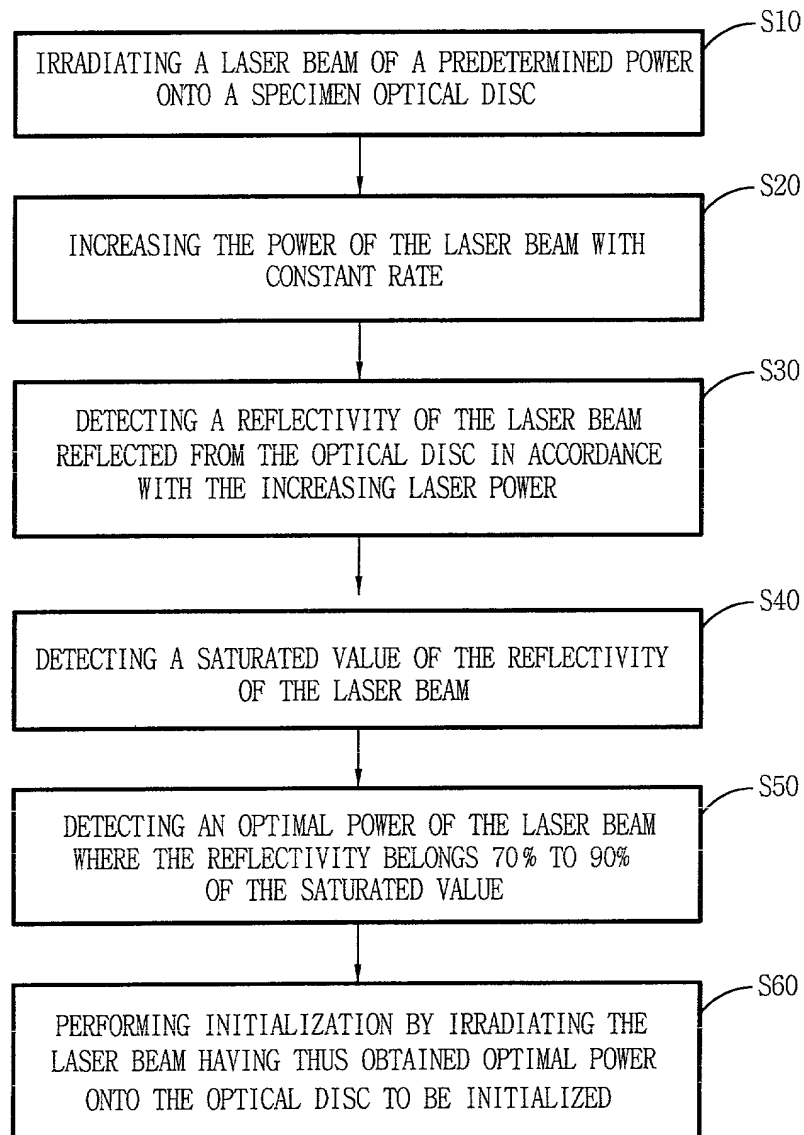 S10
IRRADIATING A LASER BEAM OF A PREDETERMINED POWER
ONTO A SPECIMEN OPTICAL DISC
S20
INCREASING THE POWER OF THE LASER BEAM WITH
CONSTANT RATE
S30
DETECTING A REFLECTIVITY OF THE LASER BEAM
REFLECTED FROM THE OPTICAL DISC IN ACCORDANCE
WITH THE INCREASING LASER POWER
S40
DETECTING A SATURATED VALUE OF THE REFLECTIVITY
OF THE LASER BEAM
S50
DETECTING AN OPTIMAL POWER OF THE LASER BEAM
WHERE THE REFLECTIVITY BELONGS 70% TO 90%
OF THE SATURATED VALUE
S60
PERFORMING INITIALIZATION BY IRRADIATING THE
LASER BEAM HAVING THUS OBTAINED OPTIMAL POWER
ONTO THE OPTICAL DISC TO BE INITIALIZED